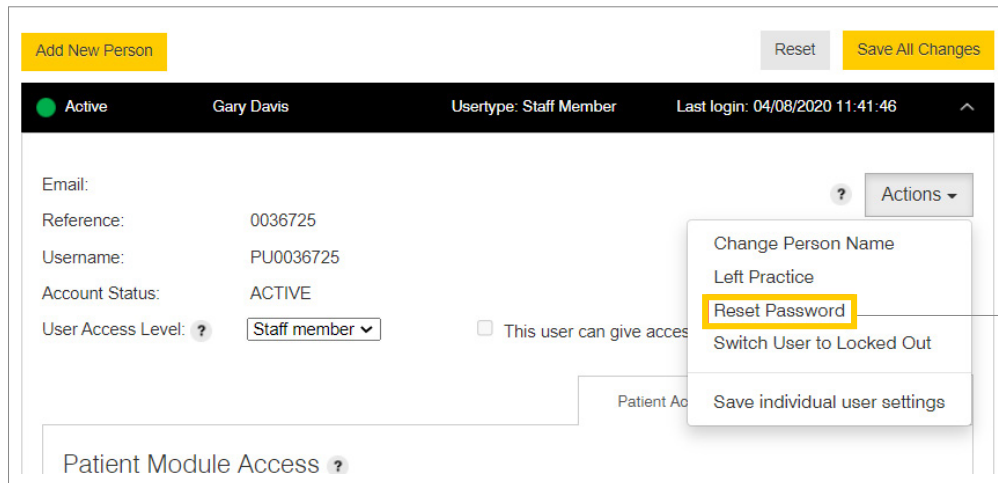 Add New Person Reset Save All Changes
Active Gary Davis Usertype: Staff Member Last login: 04/08/2020 11:41:46
Email: ? Actions
Reference: 0036725
Username: PU0036725
Account Status: ACTIVE
User Access Level: ? Staff member This user can give acces
Change Person Name
Left Practice
Reset Password
Switch User to Locked Out
Save individual user settings
Patient Ac
Patient Module Access ?